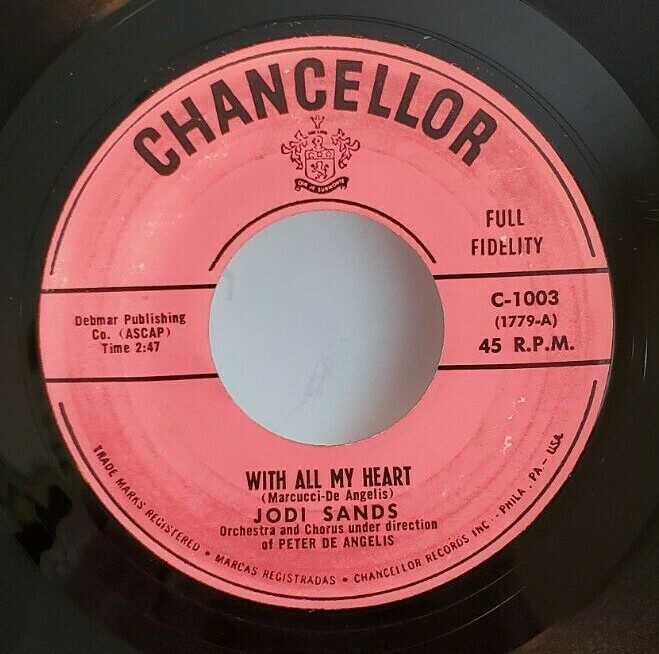 CHANCELLOR
FULL
FIDELITY
Debmar Publishing
Co. (ASCAP)
Time 2:47
C-1003
(1779-A)
45 R.P.M.
WITH ALL MY HEART
(Marcucci-De Angelis)
JODI SANDS
Orchestra and Chorus under direction
of PETER DE ANGELIS
TRADE MARKS REGISTERED • MARCAS REGISTRADAS • CHANCELLOR RECORDS INC. - PHILA. PA. - USA